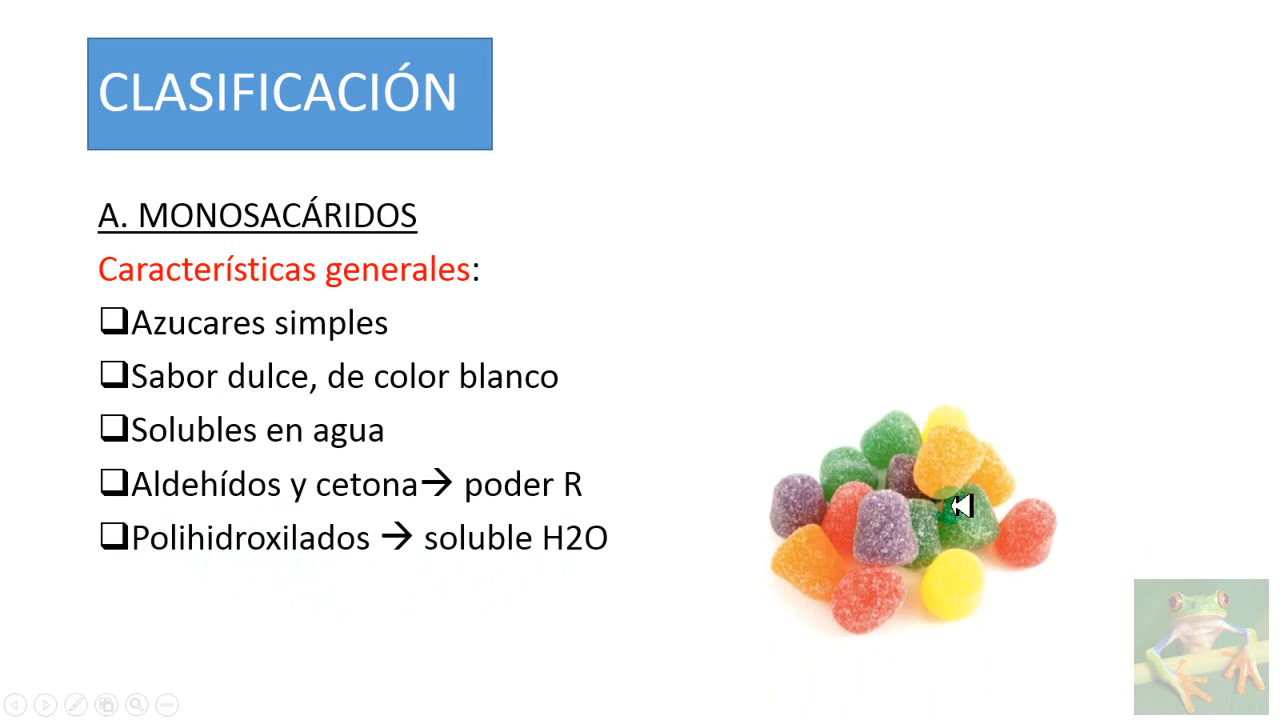 CLASIFICACIÓN
A. MONOSACÁRIDOS
Características generales:
❑Azucares simples
❑Sabor dulce, de color blanco
❑Solubles en agua
❑Aldehídos y cetona→ poder R
❑Polihidroxilados → soluble H2O